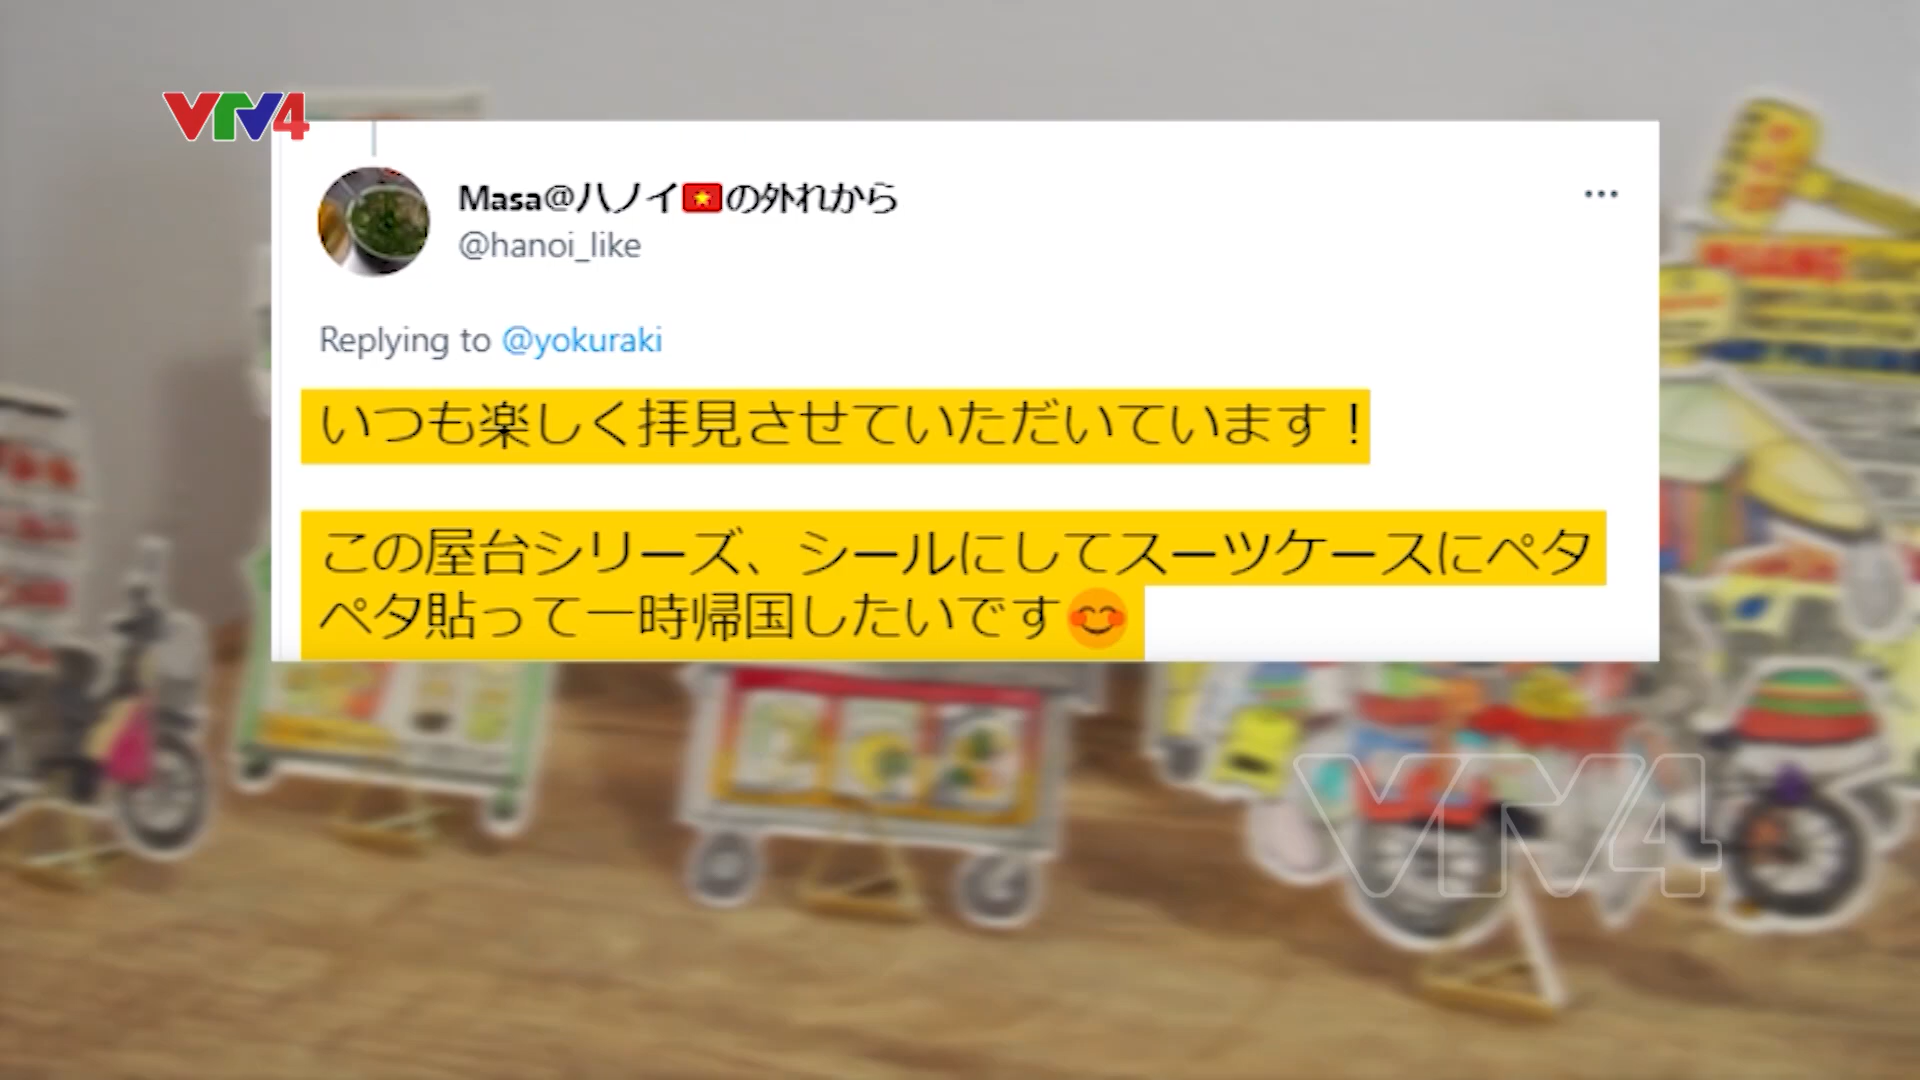 VTV4
Masa@ハノイ🇻🇳の外れから
@hanoi_like
Replying to @yokuraki
いつも楽しく拝見させていただいています！
この屋台シリーズ、シールにしてスーツケースにペタ
ペタ貼って一時帰国したいです😊
VTV4